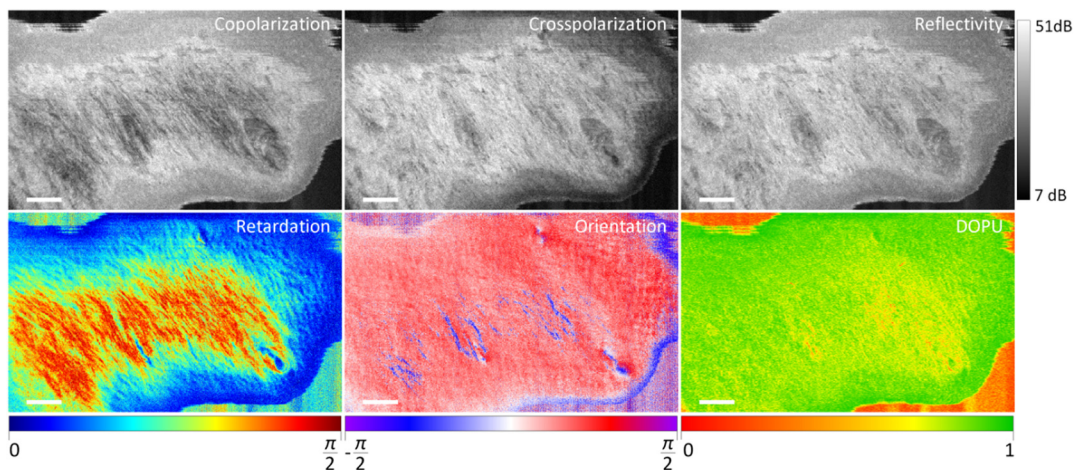 Copolarization
Crosspolarization
Reflectivity
51dB
7 dB
Retardation
Orientation
DOPU
0
π/2
-π/2
π/2
0
1